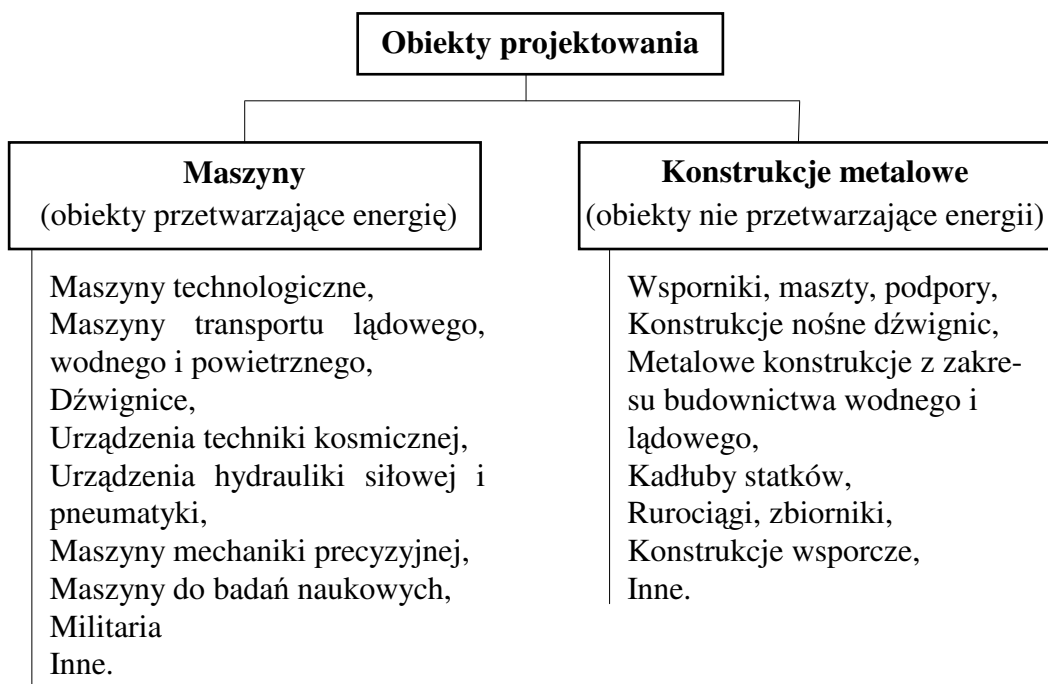 Obiekty projektowania
Maszyny
(obiekty przetwarzające energię)
Maszyny technologiczne,
Maszyny transportu lądowego,
wodnego i powietrznego,
Dźwignice,
Urządzenia techniki kosmicznej,
Urządzenia hydrauliki siłowej i
pneumatyki,
Maszyny mechaniki precyzyjnej,
Maszyny do badań naukowych,
Militaria
Inne.
Konstrukcje metalowe
(obiekty nie przetwarzające energii)
Wsporniki, maszty, podpory,
Konstrukcje nośne dźwignic,
Metalowe konstrukcje z zakre-
su budownictwa wodnego i
lądowego,
Kadłuby statków,
Rurociągi, zbiorniki,
Konstrukcje wsporcze,
Inne.